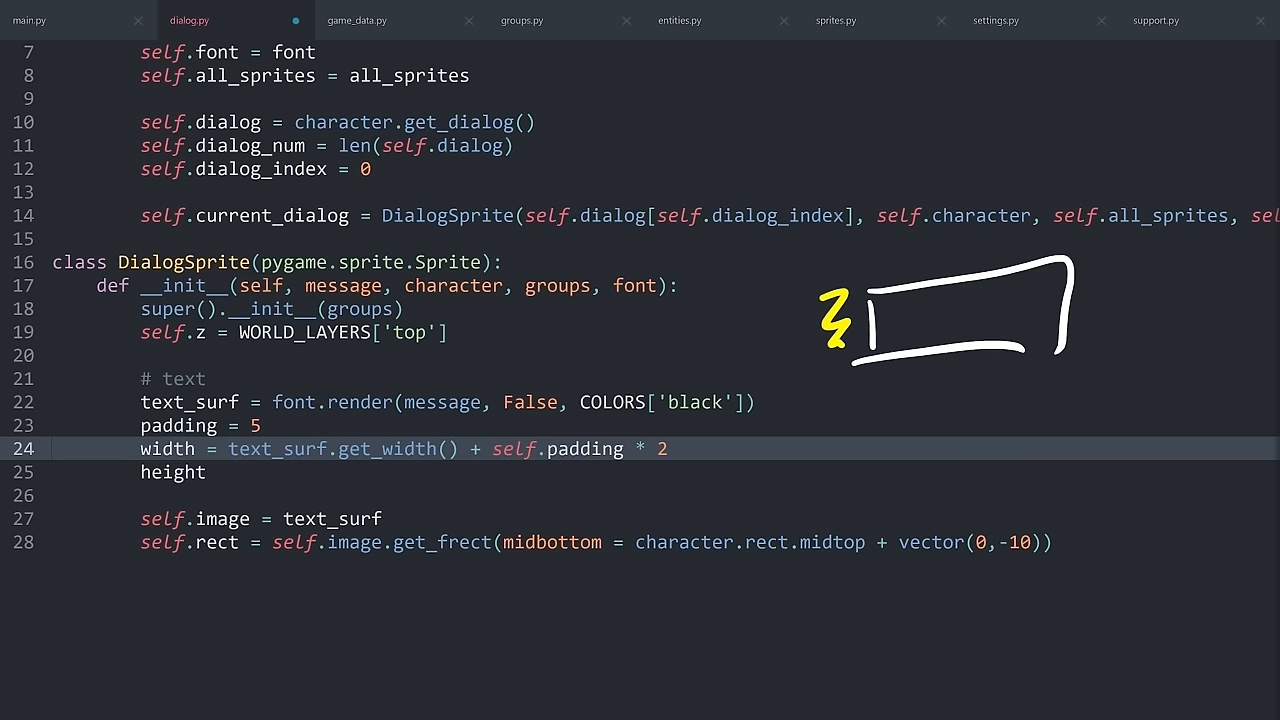 main.py dialog.py game_data.py groups.py entities.py sprites.py settings.py support.py
7 self.font = font
8 self.all_sprites = all_sprites
9
10 self.dialog = character.get_dialog()
11 self.dialog_num = len(self.dialog)
12 self.dialog_index = 0
13
14 self.current_dialog = DialogSprite(self.dialog[self.dialog_index], self.character, self.all_sprites, sel
15
16 class DialogSprite(pygame.sprite.Sprite):
17 def __init__(self, message, character, groups, font):
18 super().__init__(groups)
19 self.z = WORLD_LAYERS['top']
20
21 # text
22 text_surf = font.render(message, False, COLORS['black'])
23 padding = 5
24 width = text_surf.get_width() + self.padding * 2
25 height
26
27 self.image = text_surf
28 self.rect = self.image.get_frect(midbottom = character.rect.midtop + vector(0,-10))